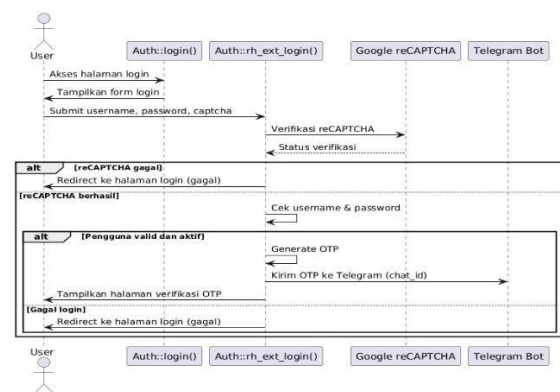 User
Auth::login()
Auth::rh_ext_login()
Google reCAPTCHA
Telegram Bot
Akses halaman login
Tampilkan form login
Submit username, password, captcha
Verifikasi reCAPTCHA
Status verifikasi
alt [reCAPTCHA gagal]
Redirect ke halaman login (gagal)
[reCAPTCHA berhasil]
Cek username & password
alt [Pengguna valid dan aktif]
Generate OTP
Kirim OTP ke Telegram (chat_id)
Tampilkan halaman verifikasi OTP
[Gagal login]
Redirect ke halaman login (gagal)
User
Auth::login()
Auth::rh_ext_login()
Google reCAPTCHA
Telegram Bot